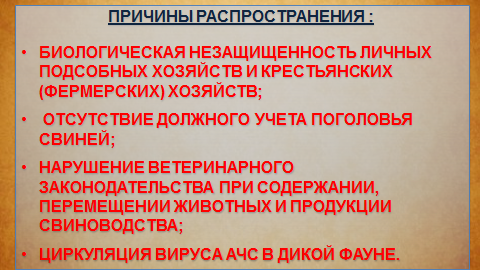 ПРИЧИНЫ РАСПРОСТРАНЕНИЯ :
• БИОЛОГИЧЕСКАЯ НЕЗАЩИЩЕННОСТЬ ЛИЧНЫХ
ПОДСОБНЫХ ХОЗЯЙСТВ И КРЕСТЬЯНСКИХ
(ФЕРМЕРСКИХ) ХОЗЯЙСТВ;
• ОТСУТСТВИЕ ДОЛЖНОГО УЧЕТА ПОГОЛОВЬЯ
СВИНЕЙ;
• НАРУШЕНИЕ ВЕТЕРИНАРНОГО
ЗАКОНОДАТЕЛЬСТВА ПРИ СОДЕРЖАНИИ,
ПЕРЕМЕЩЕНИИ ЖИВОТНЫХ И ПРОДУКЦИИ
СВИНОВОДСТВА;
• ЦИРКУЛЯЦИЯ ВИРУСА АЧС В ДИКОЙ ФАУНЕ.